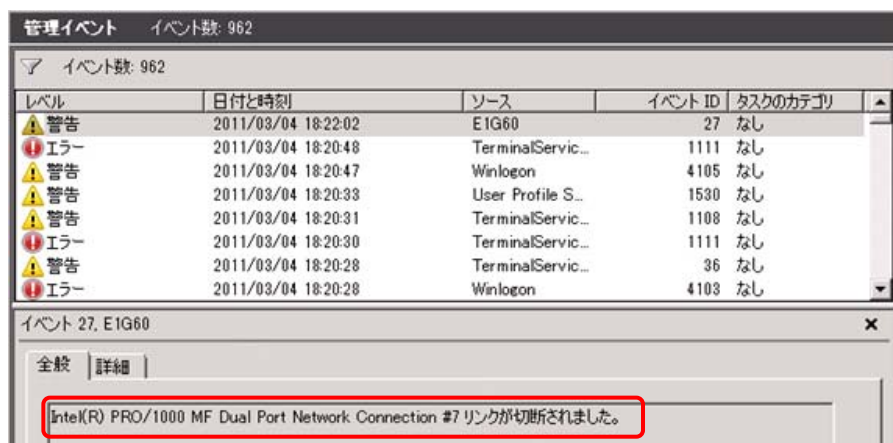 管理イベント イベント数: 962
イベント数: 962
レベル 日付と時刻 ソース イベント ID タスクのカテゴリ
警告 2011/03/04 18:22:02 E1G60 27 なし
エラー 2011/03/04 18:20:48 TerminalServic... 1111 なし
警告 2011/03/04 18:20:47 Winlogon 4105 なし
警告 2011/03/04 18:20:33 User Profile S... 1530 なし
警告 2011/03/04 18:20:31 TerminalServic... 1108 なし
エラー 2011/03/04 18:20:30 TerminalServic... 1111 なし
警告 2011/03/04 18:20:28 TerminalServic... 36 なし
エラー 2011/03/04 18:20:28 Winlogon 4103 なし
イベント 27, E1G60
全般 詳細
Intel(R) PRO/1000 MF Dual Port Network Connection #7 リンクが切断されました。